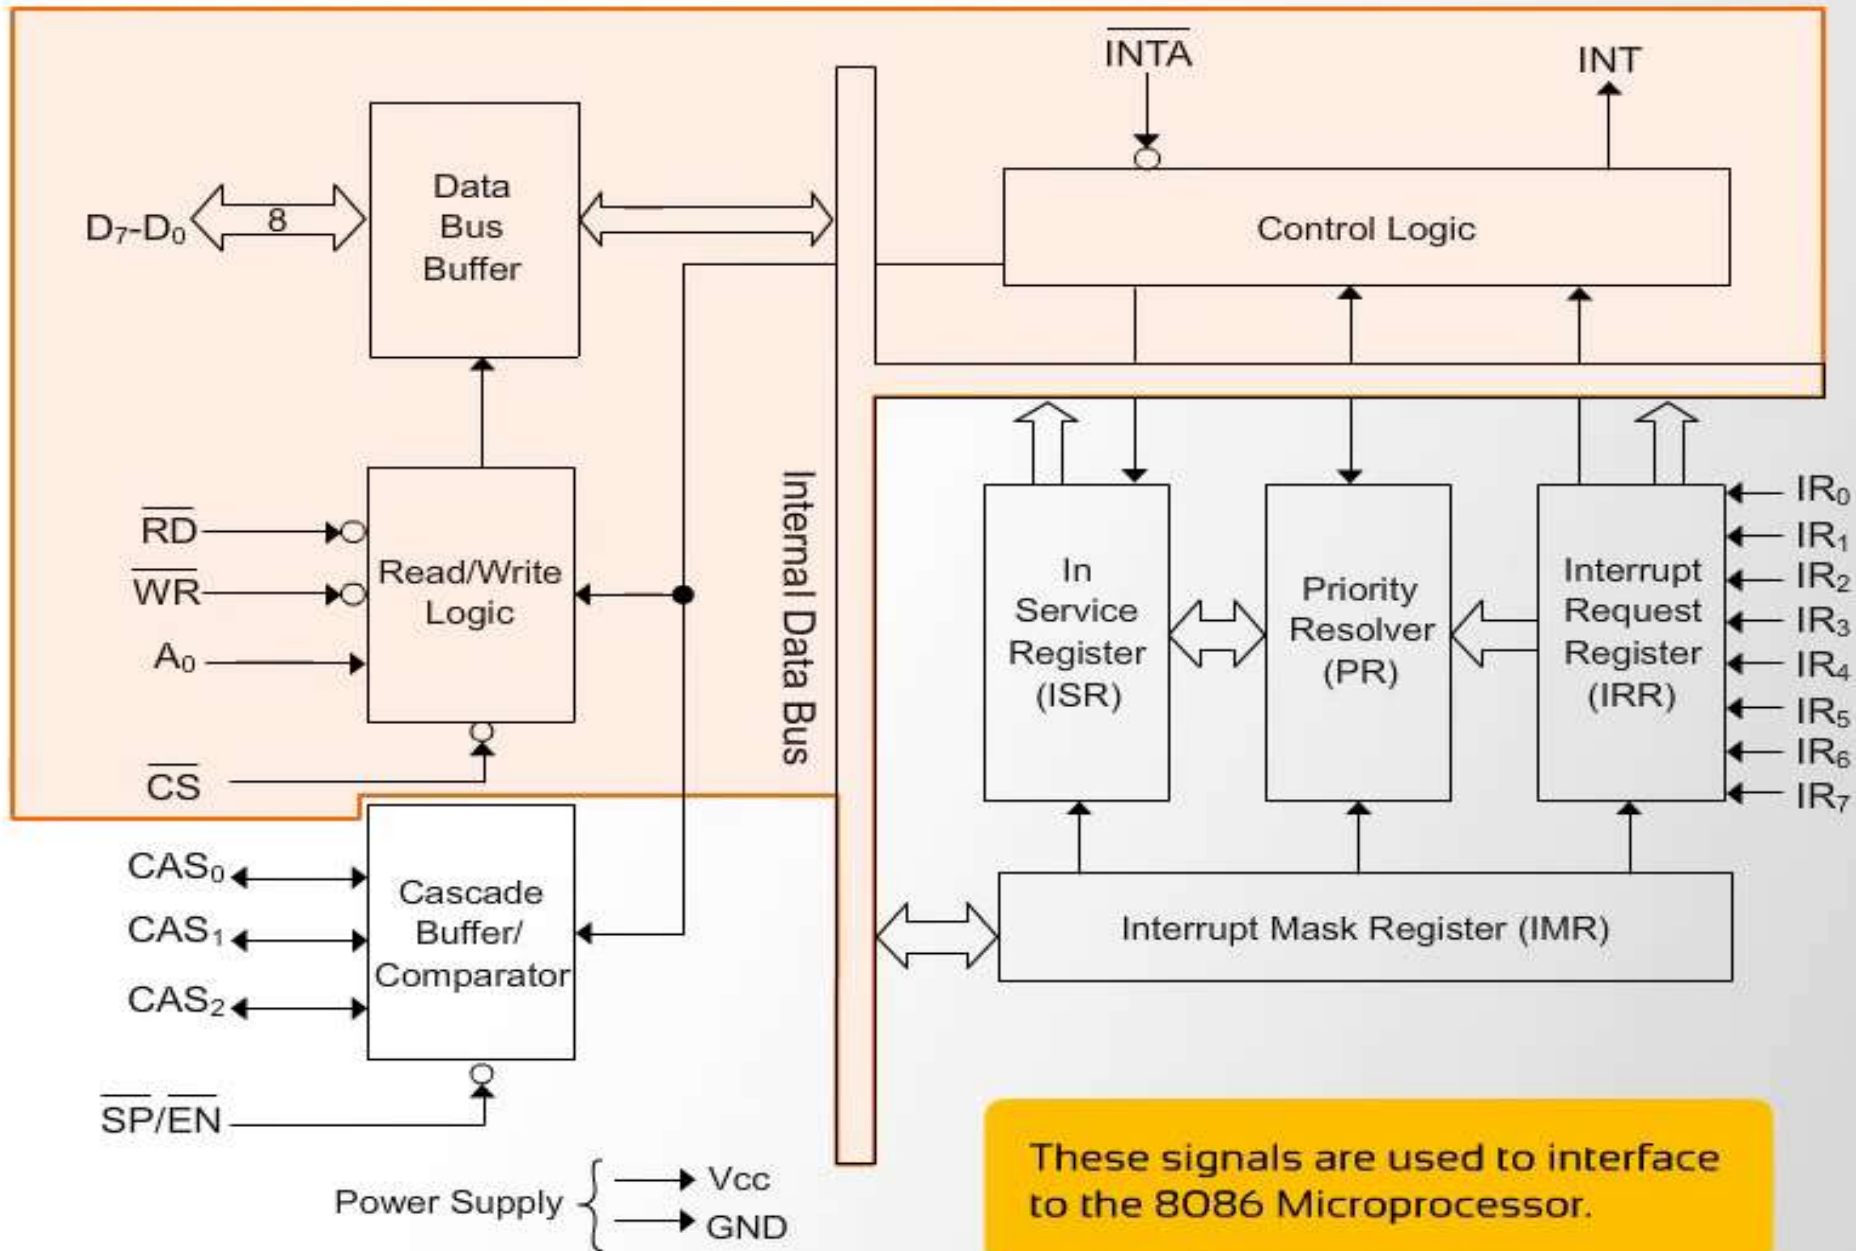 INTA
INT
Data
Bus
Buffer
D7-D0
8
Control Logic
RD
WR
A0
CS
Read/Write
Logic
Internal Data Bus
In
Service
Register
(ISR)
Priority
Resolver
(PR)
Interrupt
Request
Register
(IRR)
IR0
IR1
IR2
IR3
IR4
IR5
IR6
IR7
CAS0
CAS1
CAS2
Cascade
Buffer/
Comparator
Interrupt Mask Register (IMR)
SP/EN
Power Supply
Vcc
GND
These signals are used to interface
to the 8086 Microprocessor.